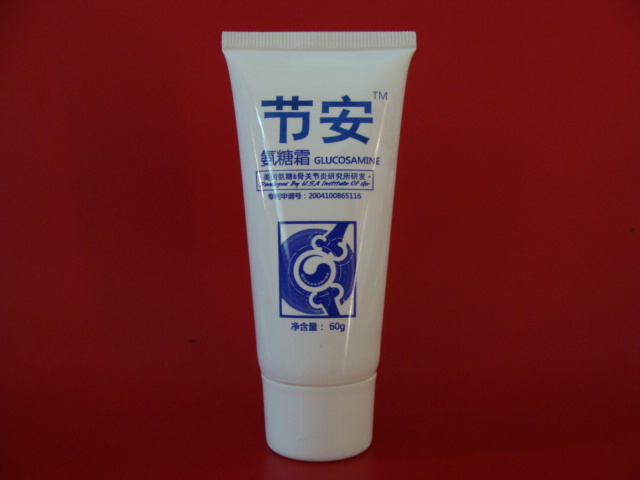 节安™
氨糖霜 GLUCOSAMINE
美国氨糖&骨关节炎研究所研发
Developed By U.S.A Institute Of
专利申请号：2004100865116
净含量： 60g